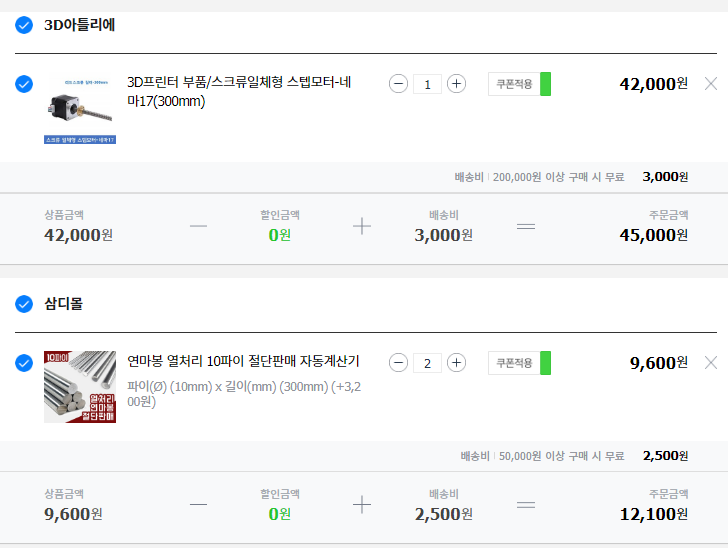 3D아틀리에
3D프린터 부품/스크류일체형 스텝모터-네
마17(300mm)
1
쿠폰적용
42,000원
스크류 일체형 스텝모터-네마17
배송비 200,000원 이상 구매 시 무료 3,000원
상품금액 할인금액 배송비 주문금액
42,000원 — 0원 + 3,000원 = 45,000원
삼디몰
연마봉 열처리 10파이 절단판매 자동계산기
2
쿠폰적용
9,600원
파이(Ø) (10mm) x 길이(mm) (300mm) (+3,2
00원)
10파이
열처리
연마봉
절단판매
배송비 50,000원 이상 구매 시 무료 2,500원
상품금액 할인금액 배송비 주문금액
9,600원 — 0원 + 2,500원 = 12,100원